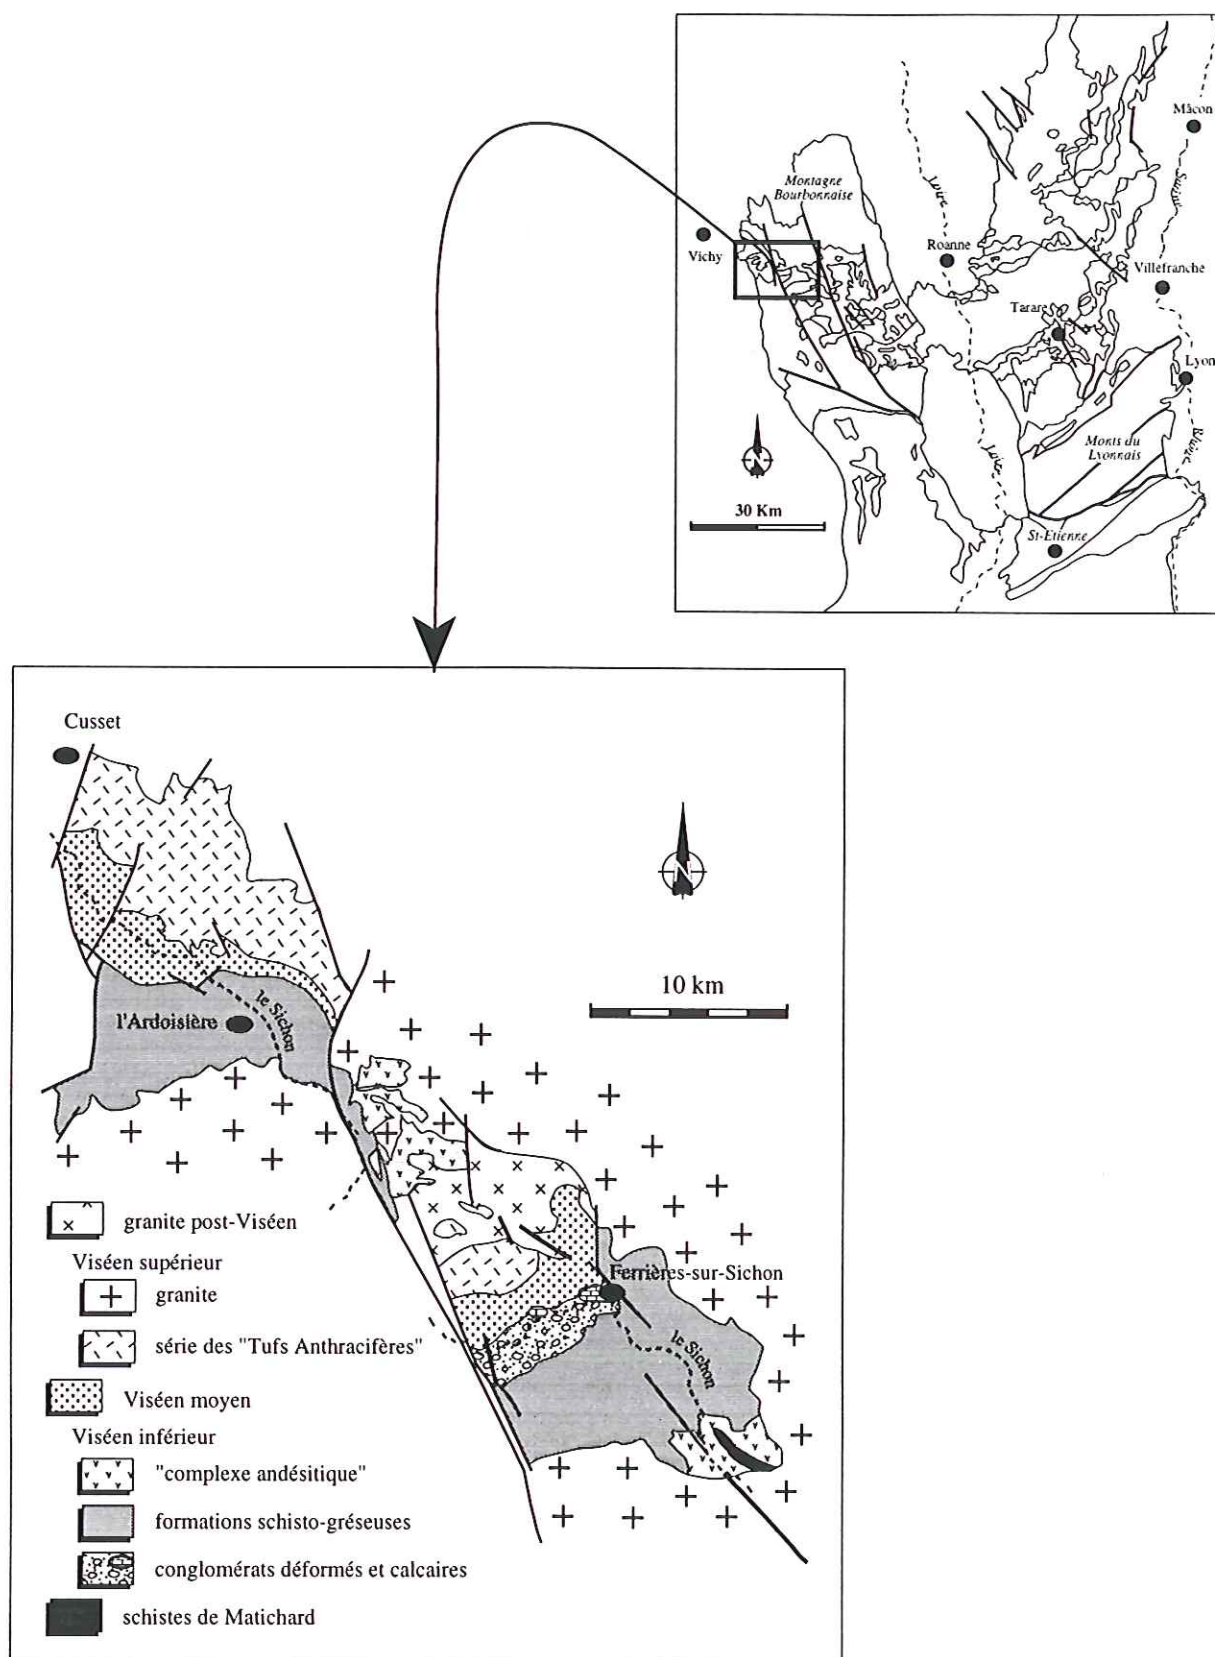 Mâcon
Montagne
Bourbonnaise
Loire
Saône
Vichy
Roanne
Villefranche
Tarare
Lyon
Monts du
Lyonnais
Rhône
Loire
30 Km
N
St-Etienne
Cusset
N
10 km
l'Ardoisière
le Sichon
granite post-Viséen
Viséen supérieur
granite
Ferrières-sur-Sichon
série des "Tufs Anthracifères"
le Sichon
Viséen moyen
Viséen inférieur
"complexe andésitique"
formations schisto-gréseuses
conglomérats déformés et calcaires
schistes de Matichard